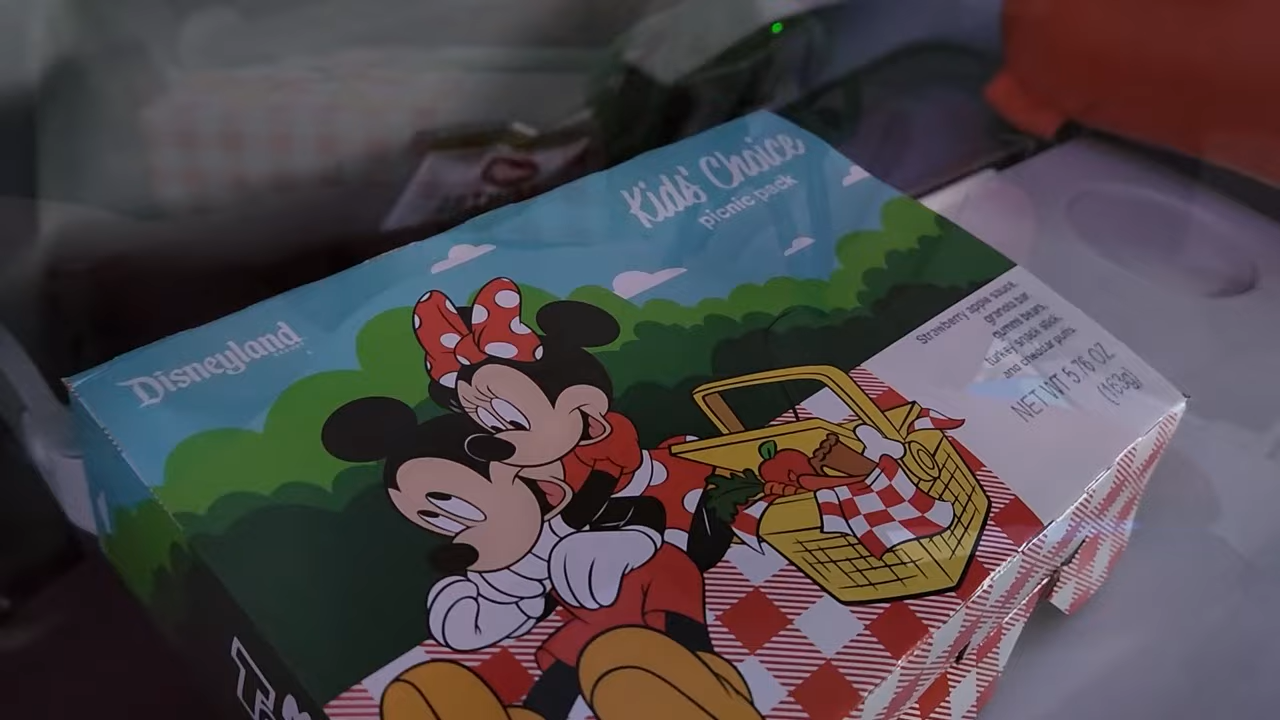 Kids' Choice
picnic pack
Disneyland
Strawberry apple sauce,
granola bar,
gummi bears,
turkey snack stick,
and cheddar puffs.
NET WT 5.76 OZ
(163g)